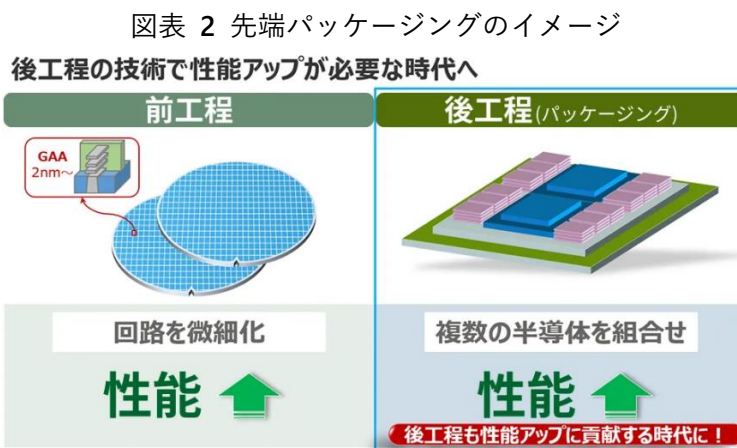 図表 2 先端パッケージングのイメージ
後工程の技術で性能アップが必要な時代へ
前工程
GAA
2nm～
回路を微細化
性能
後工程(パッケージング)
複数の半導体を組合せ
性能
後工程も性能アップに貢献する時代に！